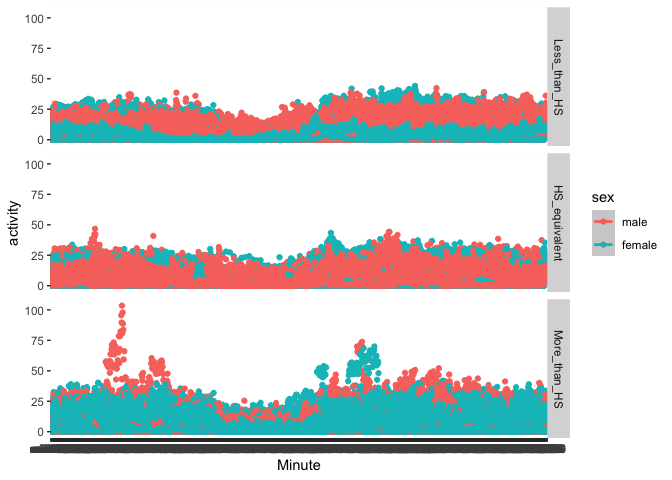 100
75
50
25
0
Less_than_HS
100
75
50
25
0
HS_equivalent
100
75
50
25
0
More_than_HS
activity
Minute
sex
male
female